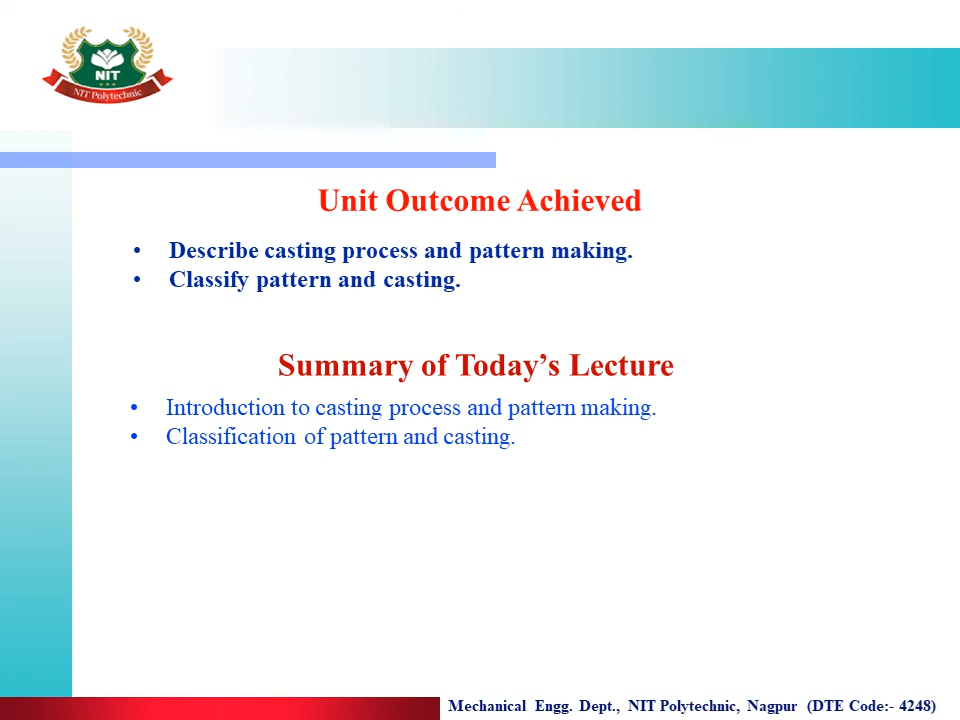 NIT
NIT Polytechnic
Unit Outcome Achieved
• Describe casting process and pattern making.
• Classify pattern and casting.
Summary of Today’s Lecture
• Introduction to casting process and pattern making.
• Classification of pattern and casting.
Mechanical Engg. Dept., NIT Polytechnic, Nagpur (DTE Code:- 4248)